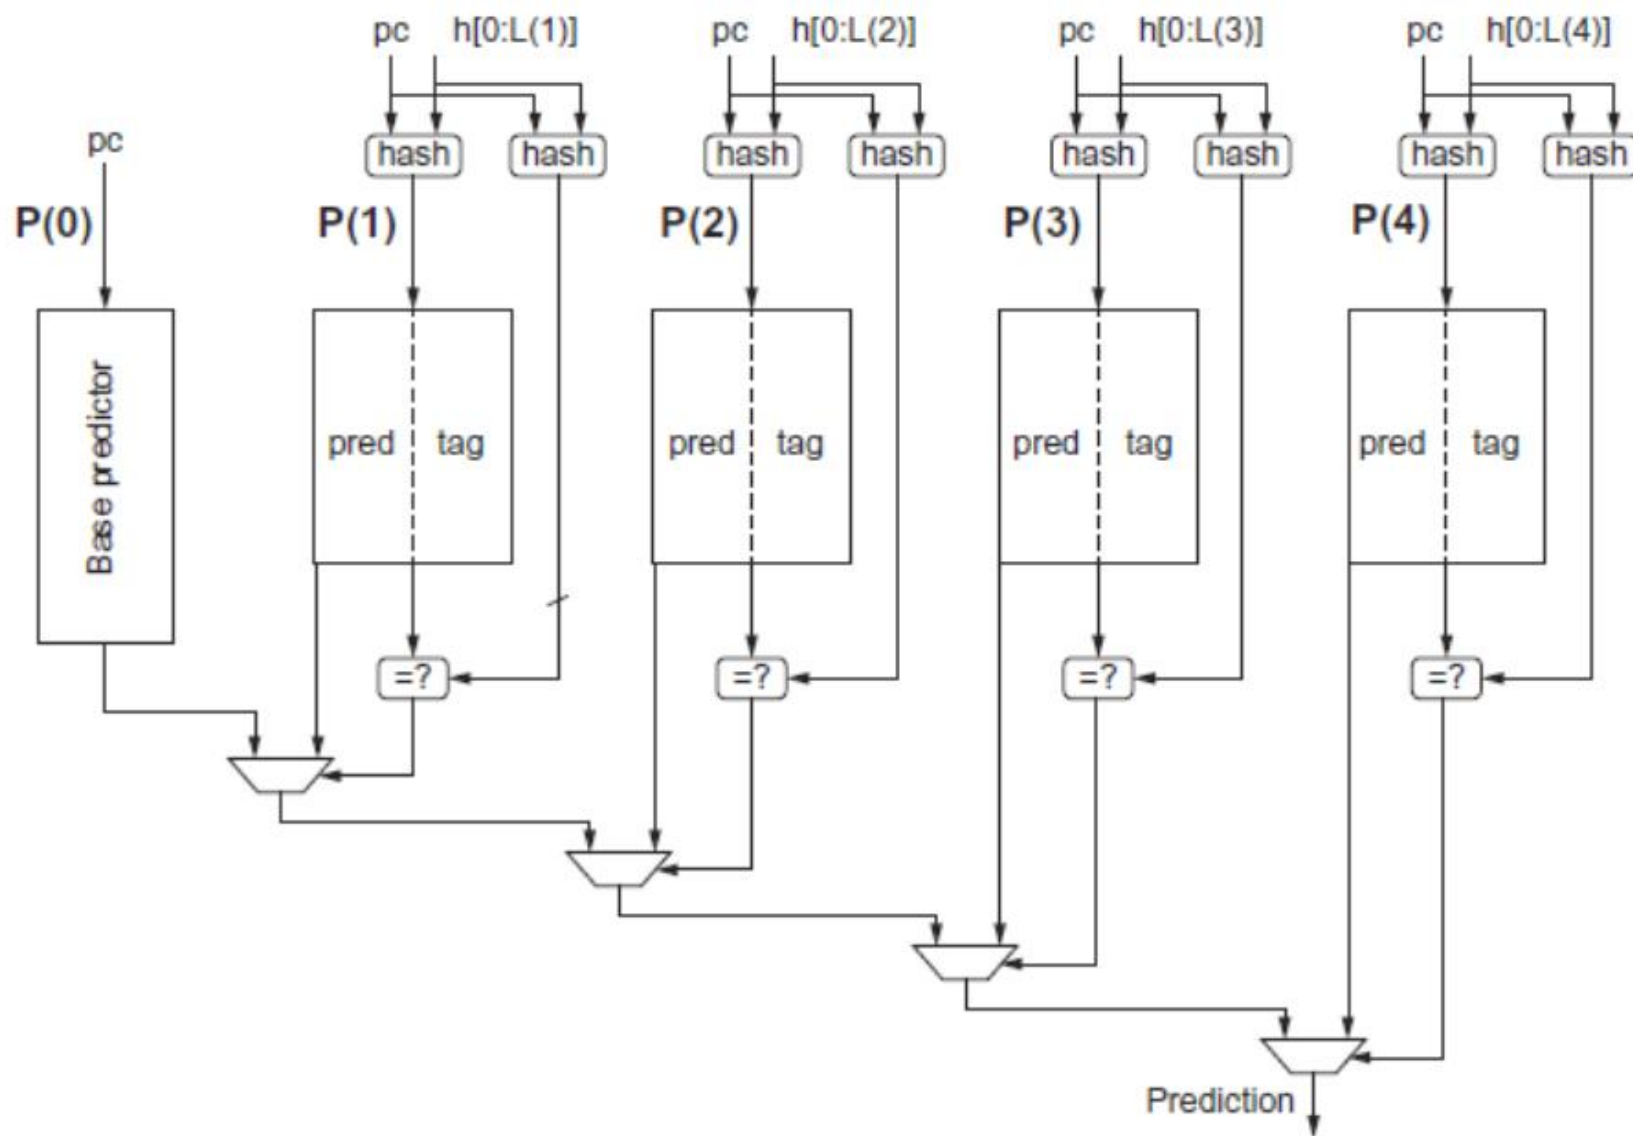 pc h[0:L(1)] pc h[0:L(2)] pc h[0:L(3)] pc h[0:L(4)]
pc
hash hash hash hash hash hash hash hash
P(0) P(1) P(2) P(3) P(4)
Base predictor
pred tag pred tag pred tag pred tag
=? =? =? =?
Prediction